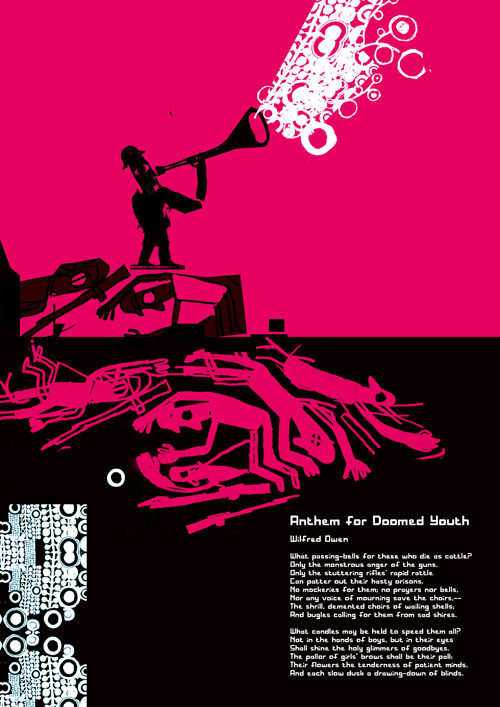 Anthem for Doomed Youth
Wilfred Owen
What passing-bells for these who die as cattle?
Only the monstrous anger of the guns.
Only the stuttering rifles' rapid rattle
Can patter out their hasty orisons.
No mockeries for them; no prayers nor bells,
Nor any voice of mourning save the choirs,--
The shrill, demented choirs of wailing shells;
And bugles calling for them from sad shires.
What candles may be held to speed them all?
Not in the hands of boys, but in their eyes
Shall shine the holy glimmers of goodbyes.
The pallor of girls' brows shall be their pall;
Their flowers the tenderness of patient minds,
And each slow dusk a drawing-down of blinds.